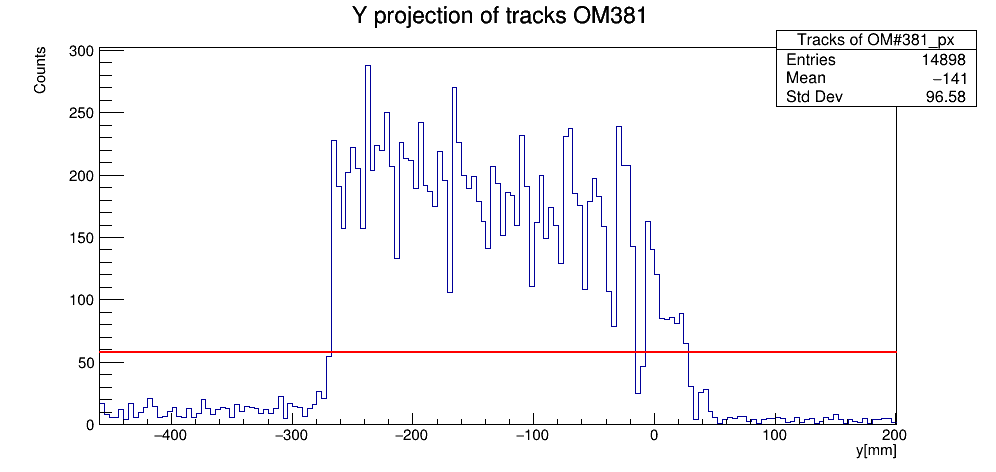 Y projection of tracks OM381
Tracks of OM#381_px
Entries 14898
Mean −141
Std Dev 96.58
Counts
300
250
200
150
100
50
0
−400 −300 −200 −100 0 100 200
y[mm]